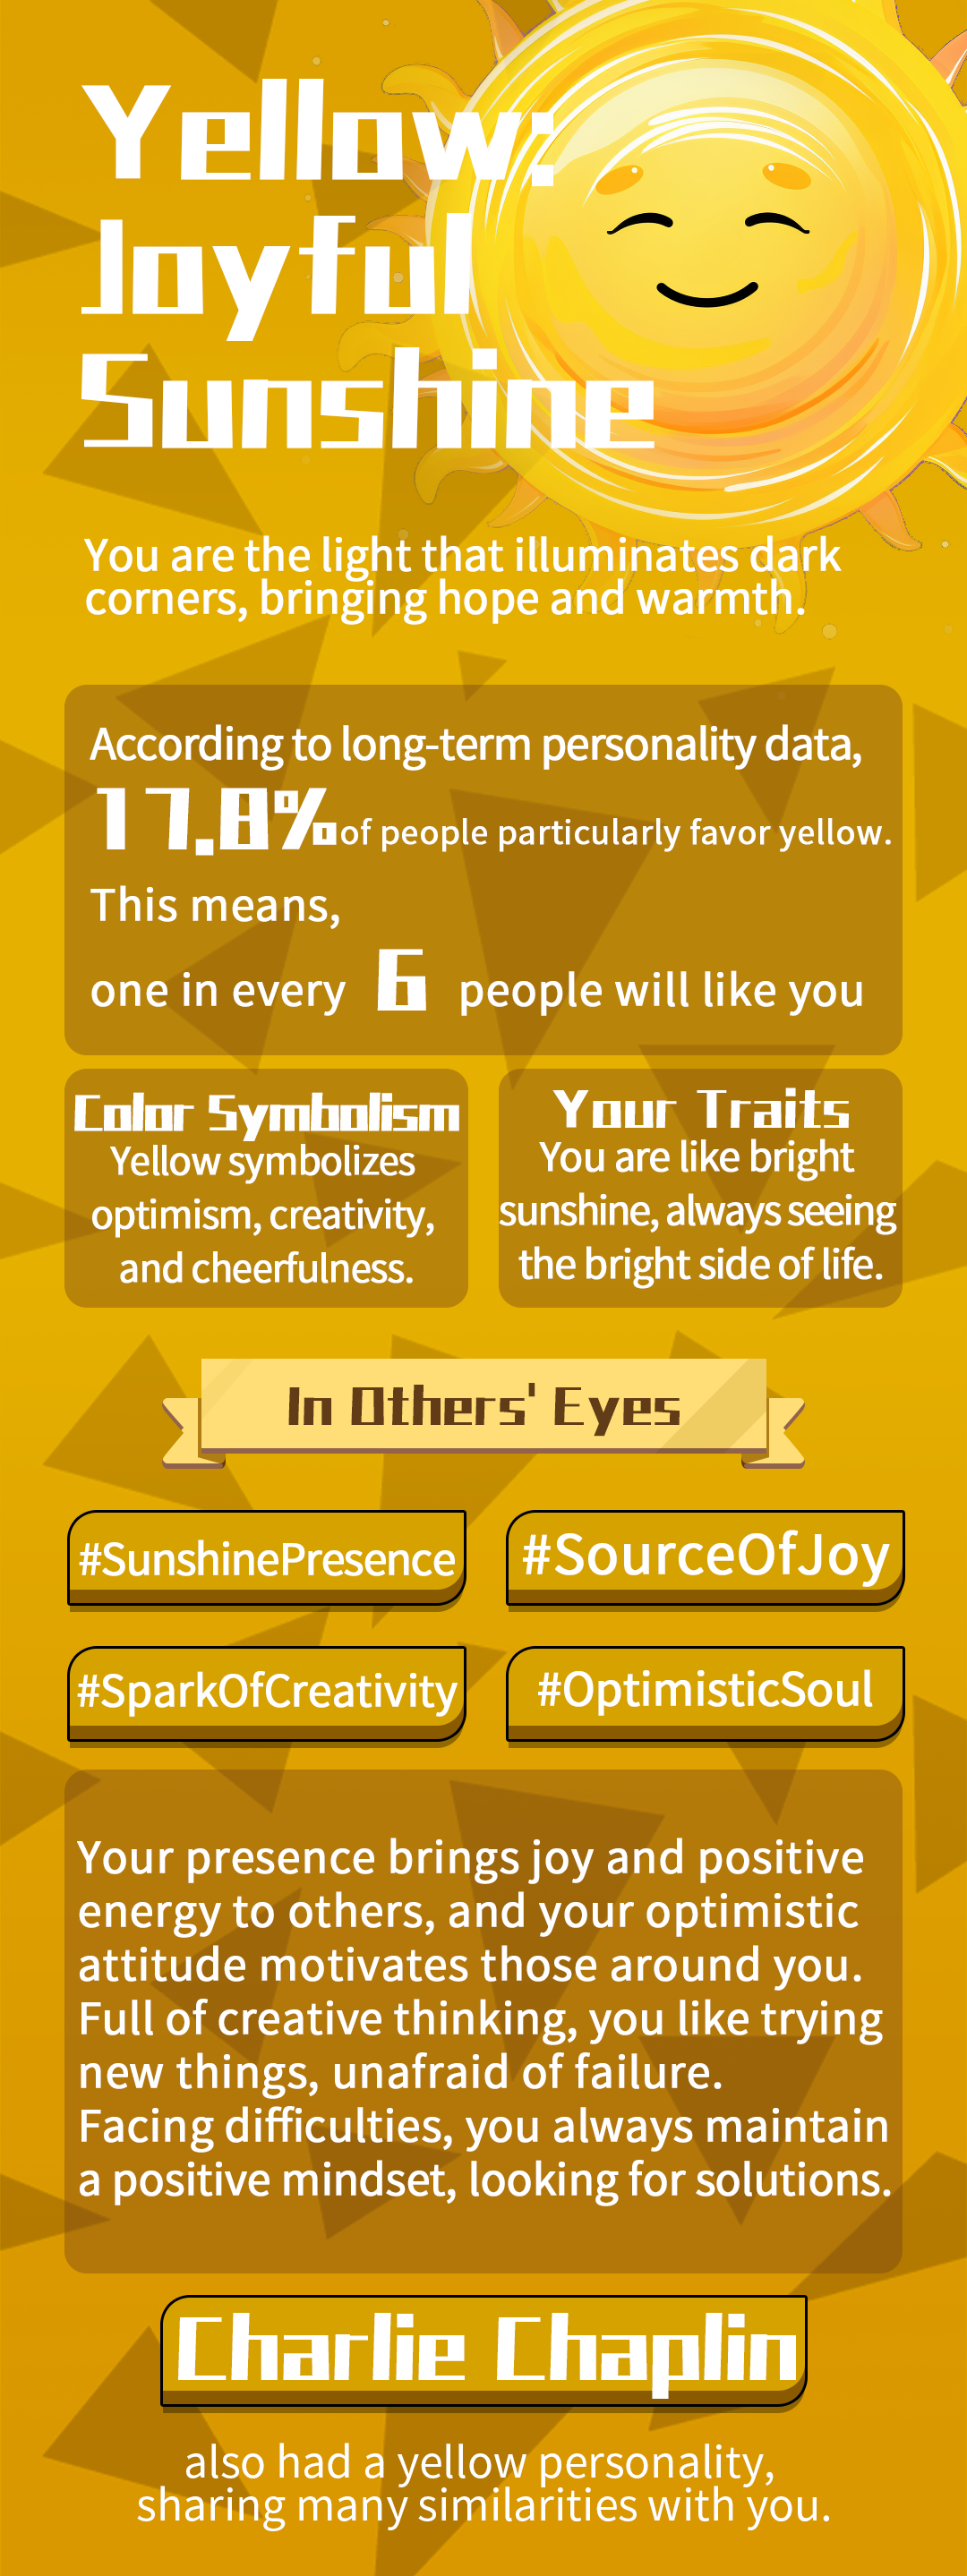 Yellow:
Joyful
Sunshine
You are the light that illuminates dark
corners, bringing hope and warmth.
According to long-term personality data,
17.8% of people particularly favor yellow.
This means,
one in every 6 people will like you
Color Symbolism
Yellow symbolizes
optimism, creativity,
and cheerfulness.
Your Traits
You are like bright
sunshine, always seeing
the bright side of life.
In Others' Eyes
#SunshinePresence
#SourceOfJoy
#SparkOfCreativity
#OptimisticSoul
Your presence brings joy and positive
energy to others, and your optimistic
attitude motivates those around you.
Full of creative thinking, you like trying
new things, unafraid of failure.
Facing difficulties, you always maintain
a positive mindset, looking for solutions.
Charlie Chaplin
also had a yellow personality,
sharing many similarities with you.